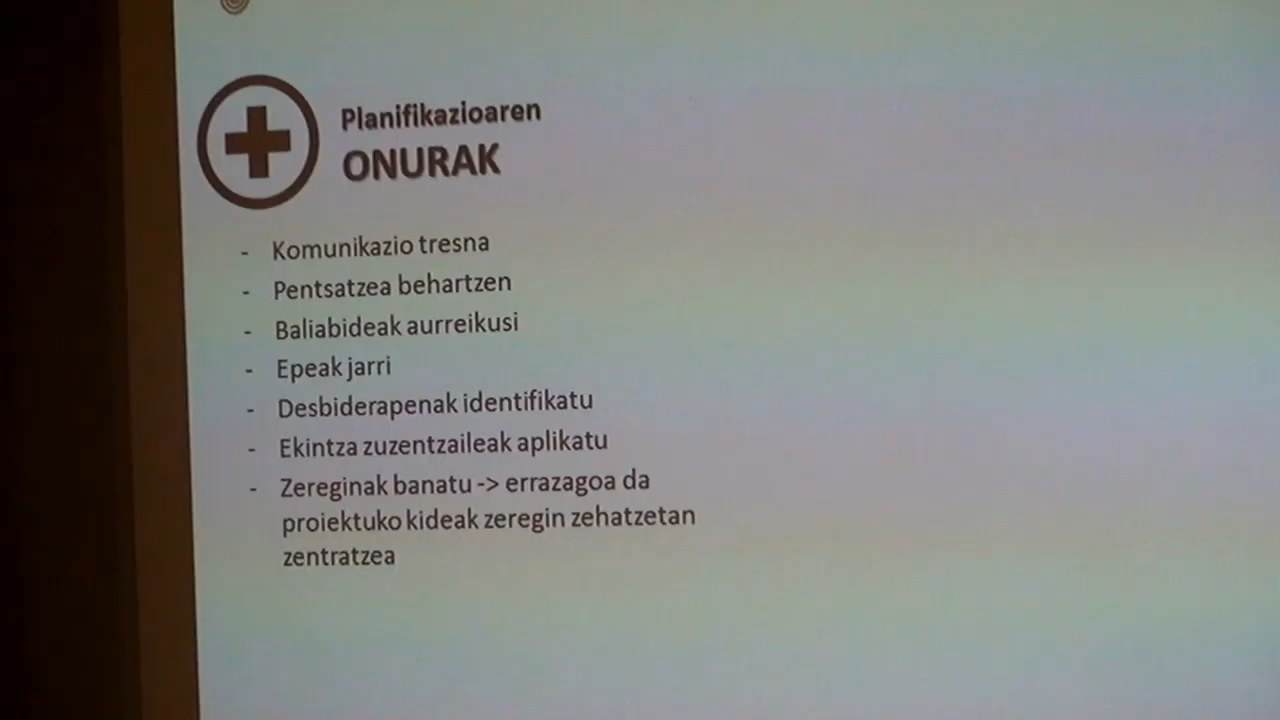 Planifikazioaren
ONURAK
- Komunikazio tresna
- Pentsatzea behartzen
- Baliabideak aurreikusi
- Epeak jarri
- Desbiderapenak identifikatu
- Ekintza zuzentzaileak aplikatu
- Zereginak banatu -> errazagoa da
proiektuko kideak zeregin zehatzetan
zentratzea